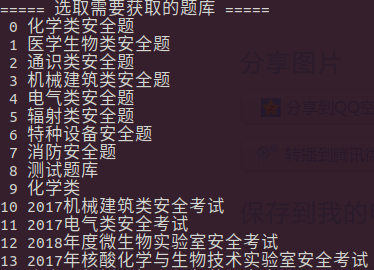 ===== 选取需要获取的题库 =====
0 化学类安全题
1 医学生物类安全题
2 通识类安全题
3 机械建筑类安全题
4 电气类安全题
5 辐射类安全题
6 特种设备安全题
7 消防安全题
8 测试题库
9 化学类
10 2017机械建筑类安全考试
11 2017电气类安全考试
12 2018年度微生物实验室安全考试
13 2017年核酸化学与生物技术实验室安全考试
分享图片
分享到QQ空
保存到我的